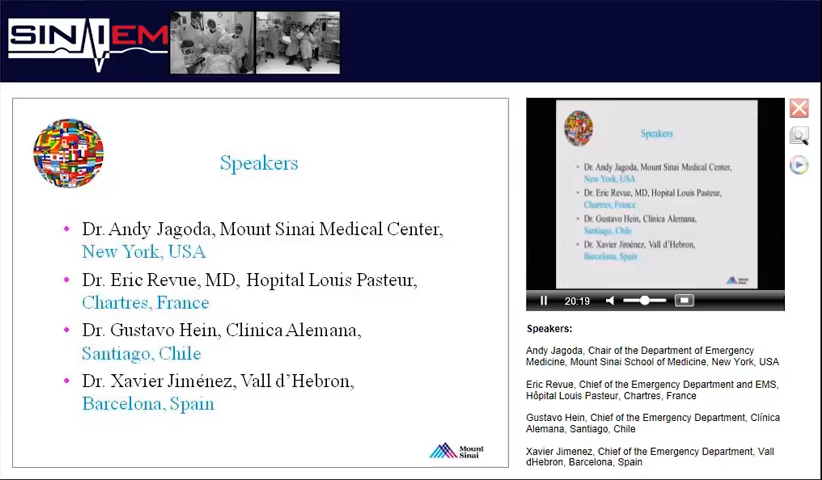 SINAIEM
Speakers
• Dr. Andy Jagoda, Mount Sinai Medical Center,
New York, USA
• Dr. Eric Revue, MD, Hopital Louis Pasteur,
Chartres, France
• Dr. Gustavo Hein, Clínica Alemana,
Santiago, Chile
• Dr. Xavier Jiménez, Vall d’Hebron,
Barcelona, Spain
Mount
Sinai
Speakers
• Dr. Andy Jagoda, Mount Sinai Medical Center,
New York, USA
• Dr. Eric Revue, MD, Hopital Louis Pasteur,
Chartres, France
• Dr. Gustavo Hein, Clínica Alemana,
Santiago, Chile
• Dr. Xavier Jiménez, Vall d’Hebron,
Barcelona, Spain
Mount
Sinai
20:19
Speakers:
Andy Jagoda, Chair of the Department of Emergency
Medicine, Mount Sinai School of Medicine, New York, USA
Eric Revue, Chief of the Emergency Department and EMS,
Hôpital Louis Pasteur, Chartres, France
Gustavo Hein, Chief of the Emergency Department, Clínica
Alemana, Santiago, Chile
Xavier Jimenez, Chief of the Emergency Department, Vall
dHebron, Barcelona, Spain